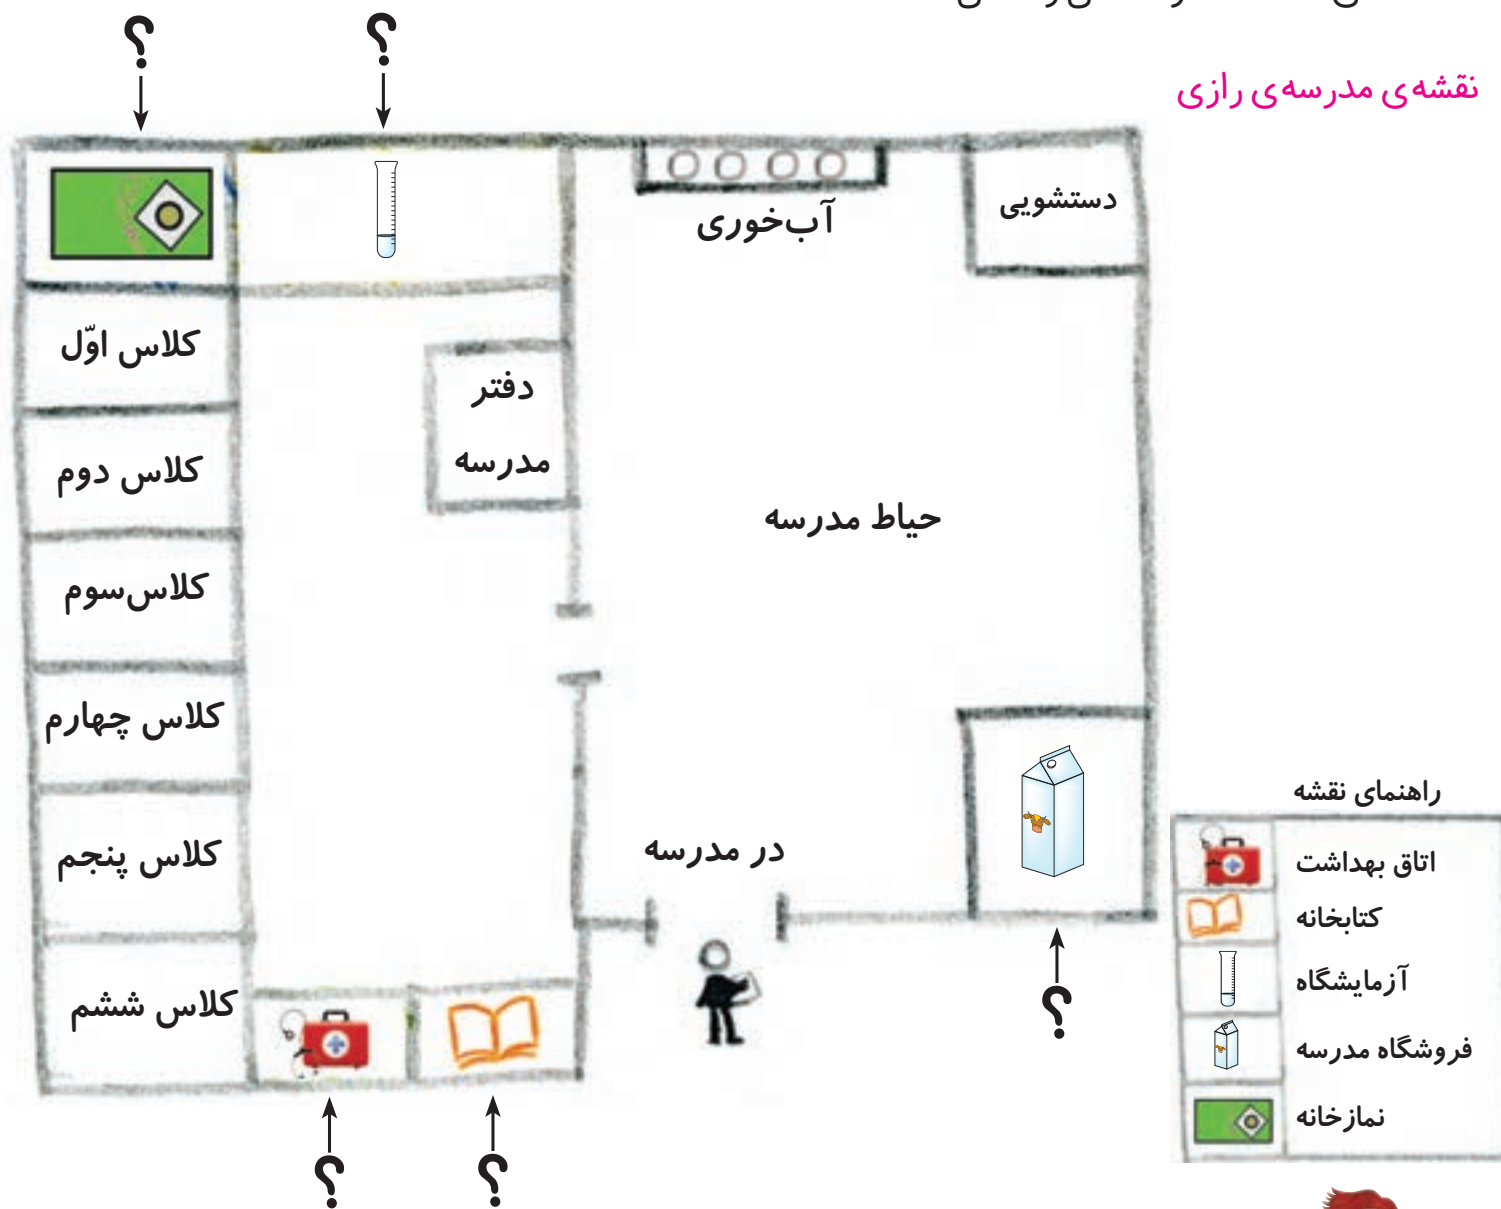 نقشه‌ی مدرسه‌ی رازی
؟
؟
دستشویی
آب‌خوری
کلاس اوّل
دفتر
مدرسه
کلاس دوم
حیاط مدرسه
کلاس سوم
کلاس چهارم
کلاس پنجم
در مدرسه
کلاس ششم
؟
؟
؟
راهنمای نقشه
اتاق بهداشت
کتابخانه
آزمایشگاه
فروشگاه مدرسه
نمازخانه